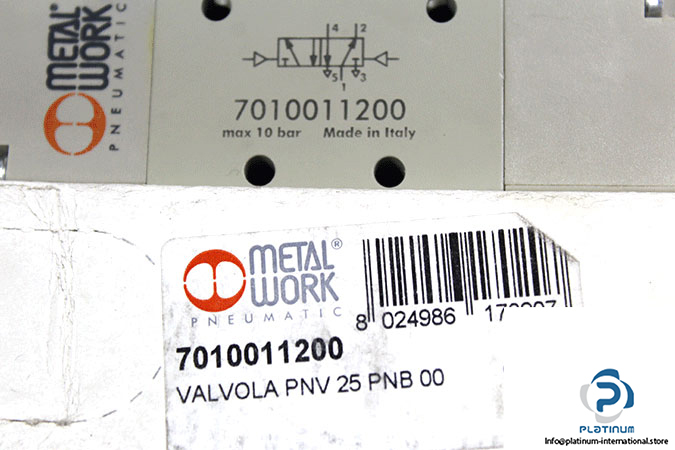 METAL
WORK
PNEUMATIC
4 2
5 1 3
7010011200
max 10 bar Made in Italy
METAL®
WORK
PNEUMATIC
8 024986
7010011200
VALVOLA PNV 25 PNB 00
PLATINUM
Info@platinum-international.store